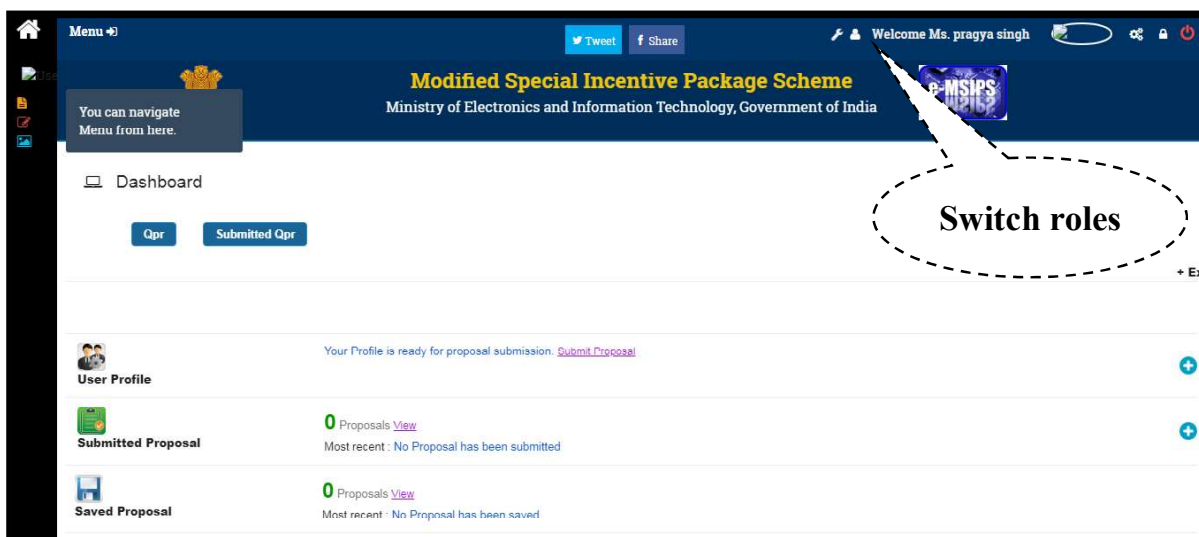 Menu
Tweet
Share
Welcome Ms. pragya singh
Modified Special Incentive Package Scheme
Ministry of Electronics and Information Technology, Government of India
e-MSIPS
You can navigate
Menu from here.
Switch roles
Dashboard
Qpr
Submitted Qpr
Your Profile is ready for proposal submission. Submit Proposal
User Profile
0 Proposals View
Submitted Proposal
Most recent : No Proposal has been submitted
0 Proposals View
Saved Proposal
Most recent : No Proposal has been saved